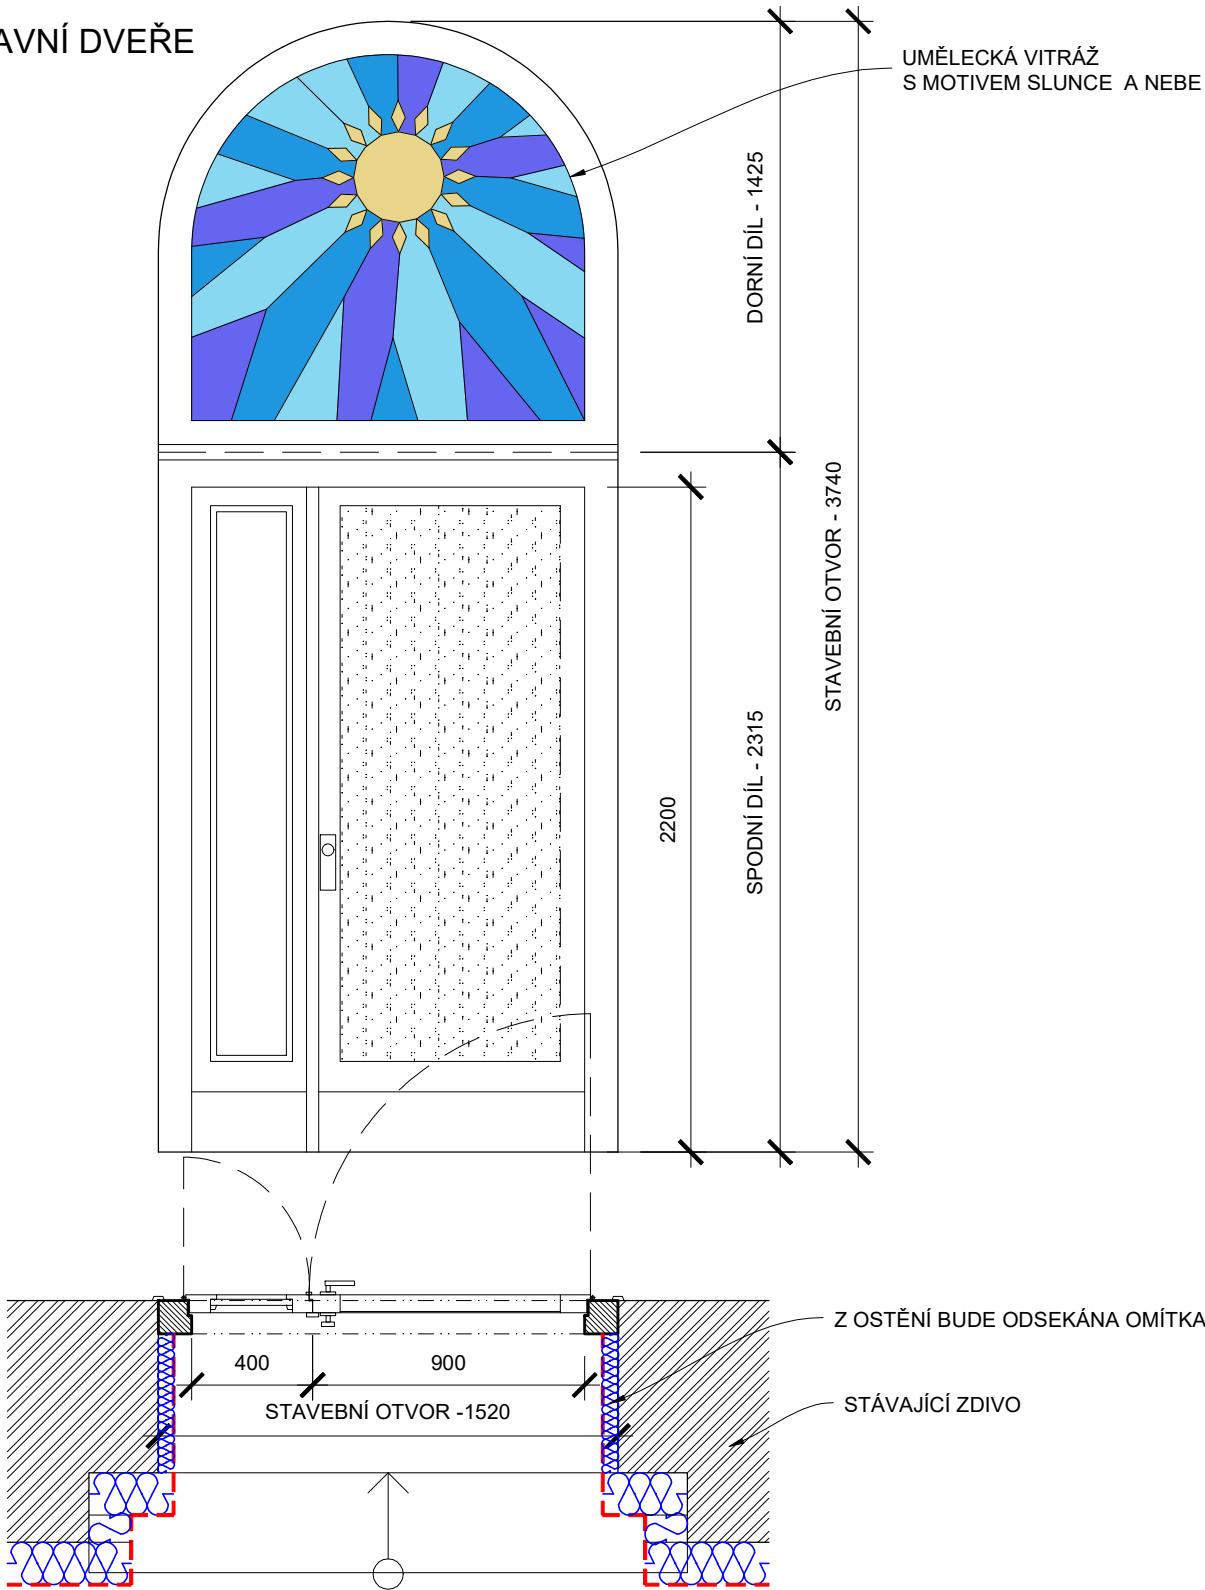 AVNÍ DVEŘE
UMĚLECKÁ VITRÁŽ
S MOTIVEM SLUNCE A NEBE
DORNÍ DÍL - 1425
STAVEBNÍ OTVOR - 3740
SPODNÍ DÍL - 2315
2200
Z OSTĚNÍ BUDE ODSEKÁNA OMÍTKA
400
900
STAVEBNÍ OTVOR -1520
STÁVAJÍCÍ ZDIVO